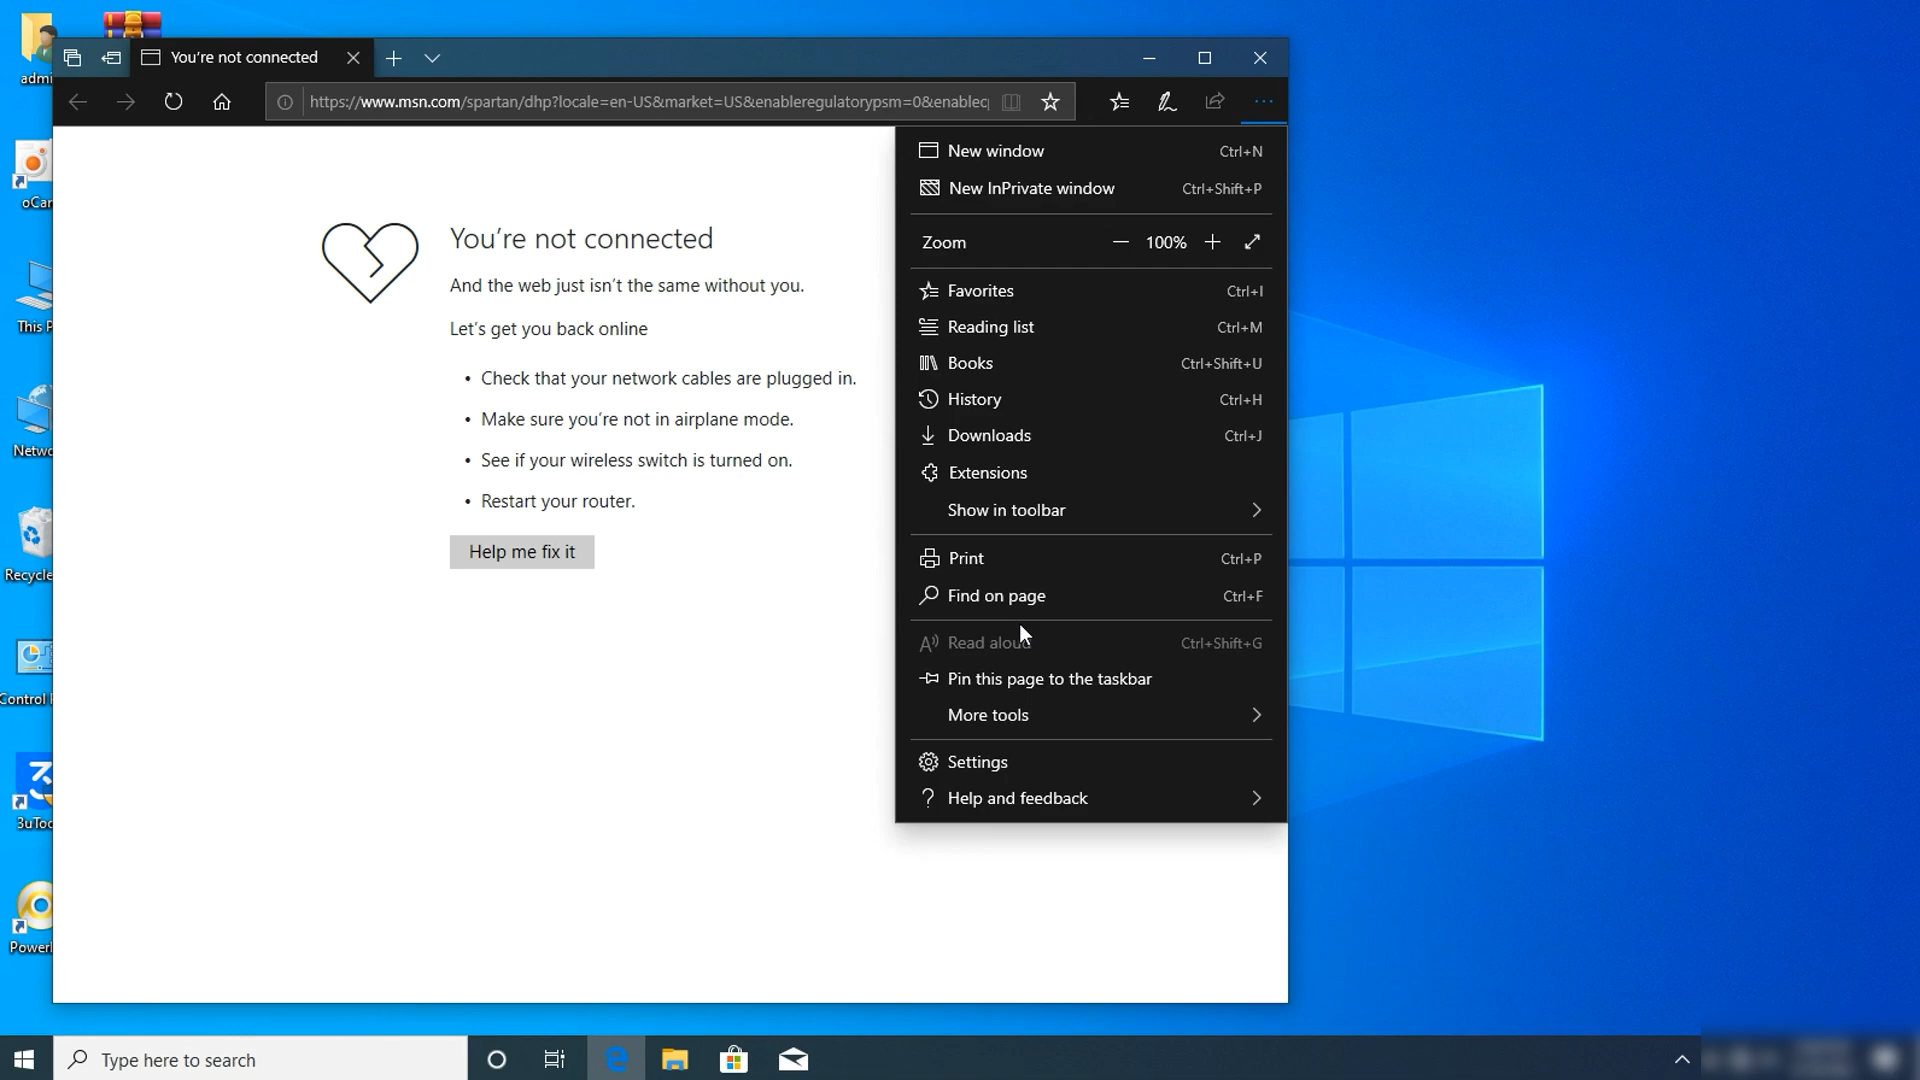 You're not connected
https://www.msn.com/spartan/dhp?locale=en-US&market=US&enableregulatorypsm=0&enablec
You're not connected
And the web just isn't the same without you.
Let's get you back online
• Check that your network cables are plugged in.
• Make sure you're not in airplane mode.
• See if your wireless switch is turned on.
• Restart your router.
Help me fix it
New window Ctrl+N
New InPrivate window Ctrl+Shift+P
Zoom 100%
Favorites Ctrl+I
Reading list Ctrl+M
Books Ctrl+Shift+U
History Ctrl+H
Downloads Ctrl+J
Extensions
Show in toolbar
Print Ctrl+P
Find on page Ctrl+F
Read aloud Ctrl+Shift+G
Pin this page to the taskbar
More tools
Settings
Help and feedback
admi
oCa
This P
Netwo
Recycle
Control
3uToo
Power
Type here to search